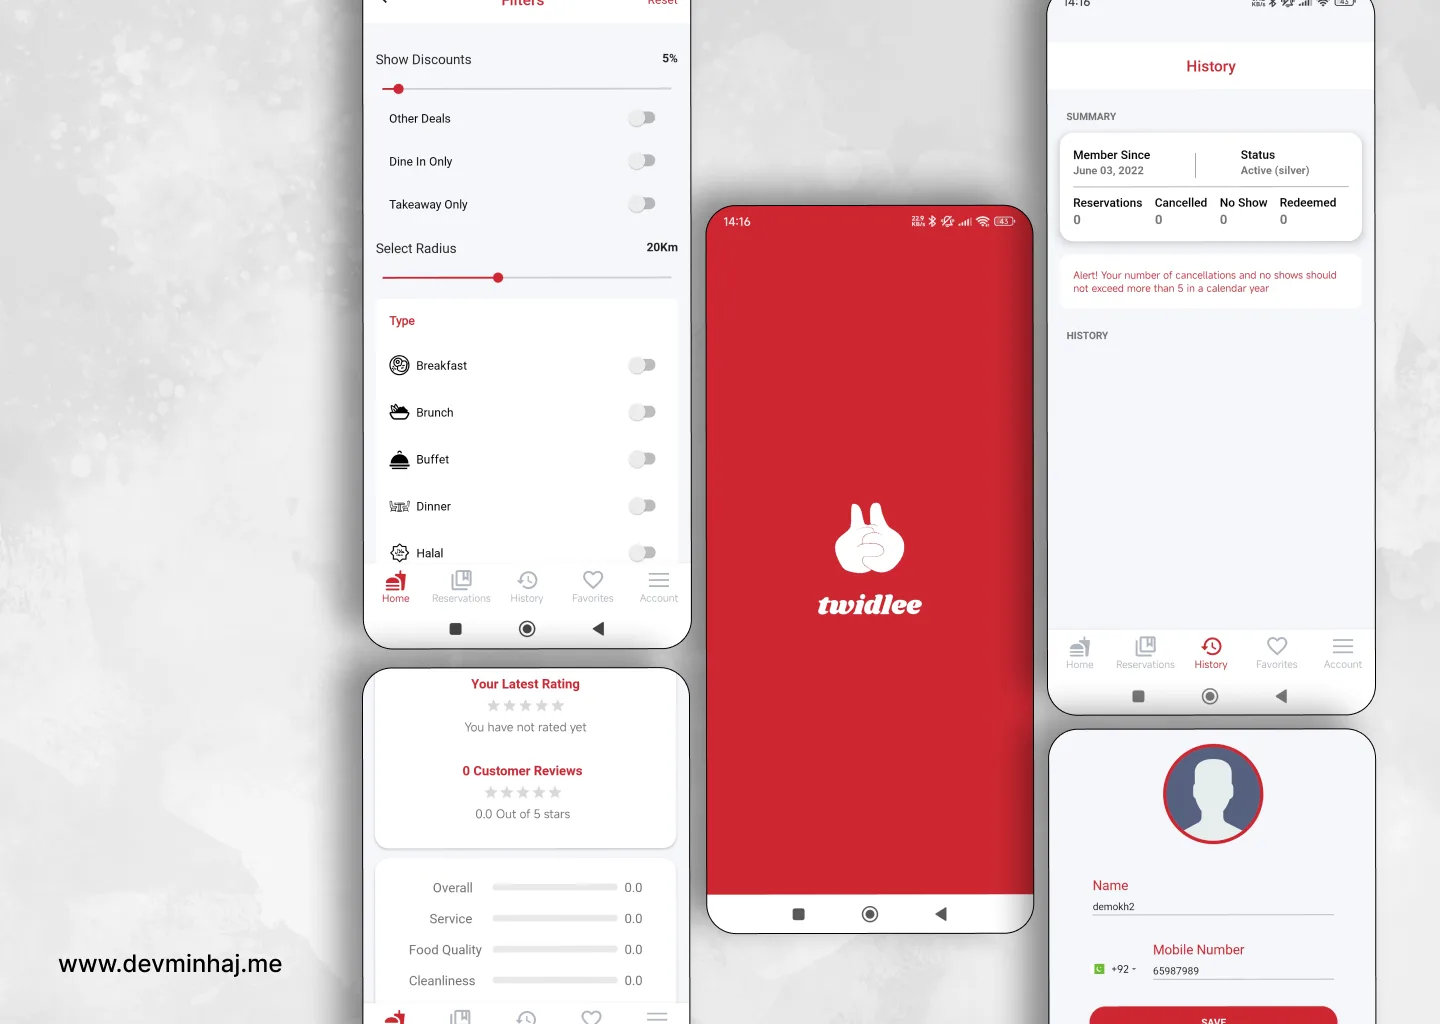 Filters
Reset
Show Discounts
5%
Other Deals
Dine In Only
Takeaway Only
Select Radius
20Km
Type
Breakfast
Brunch
Buffet
Dinner
Halal
Home
Reservations
History
Favorites
Account
Your Latest Rating
You have not rated yet
0 Customer Reviews
0.0 Out of 5 stars
Overall 0.0
Service 0.0
Food Quality 0.0
Cleanliness 0.0
14:16
twidlee
14:16
History
SUMMARY
Member Since
June 03, 2022
Status
Active (silver)
Reservations Cancelled No Show Redeemed
0 0 0 0
Alert! Your number of cancellations and no shows should
not exceed more than 5 in a calendar year
HISTORY
Home
Reservations
History
Favorites
Account
Name
demokh2
Mobile Number
+92 - 65987989
SAVE
www.devminhaj.me